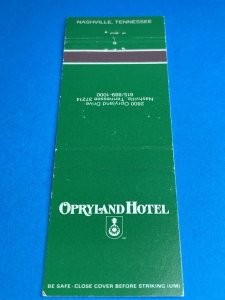 NASHVILLE, TENNESSEE
2800 Opryland Drive
Nashville, Tennessee 37214
615-889-1000
OPRYLAND HOTEL
BE SAFE - CLOSE COVER BEFORE STRIKING (UM)